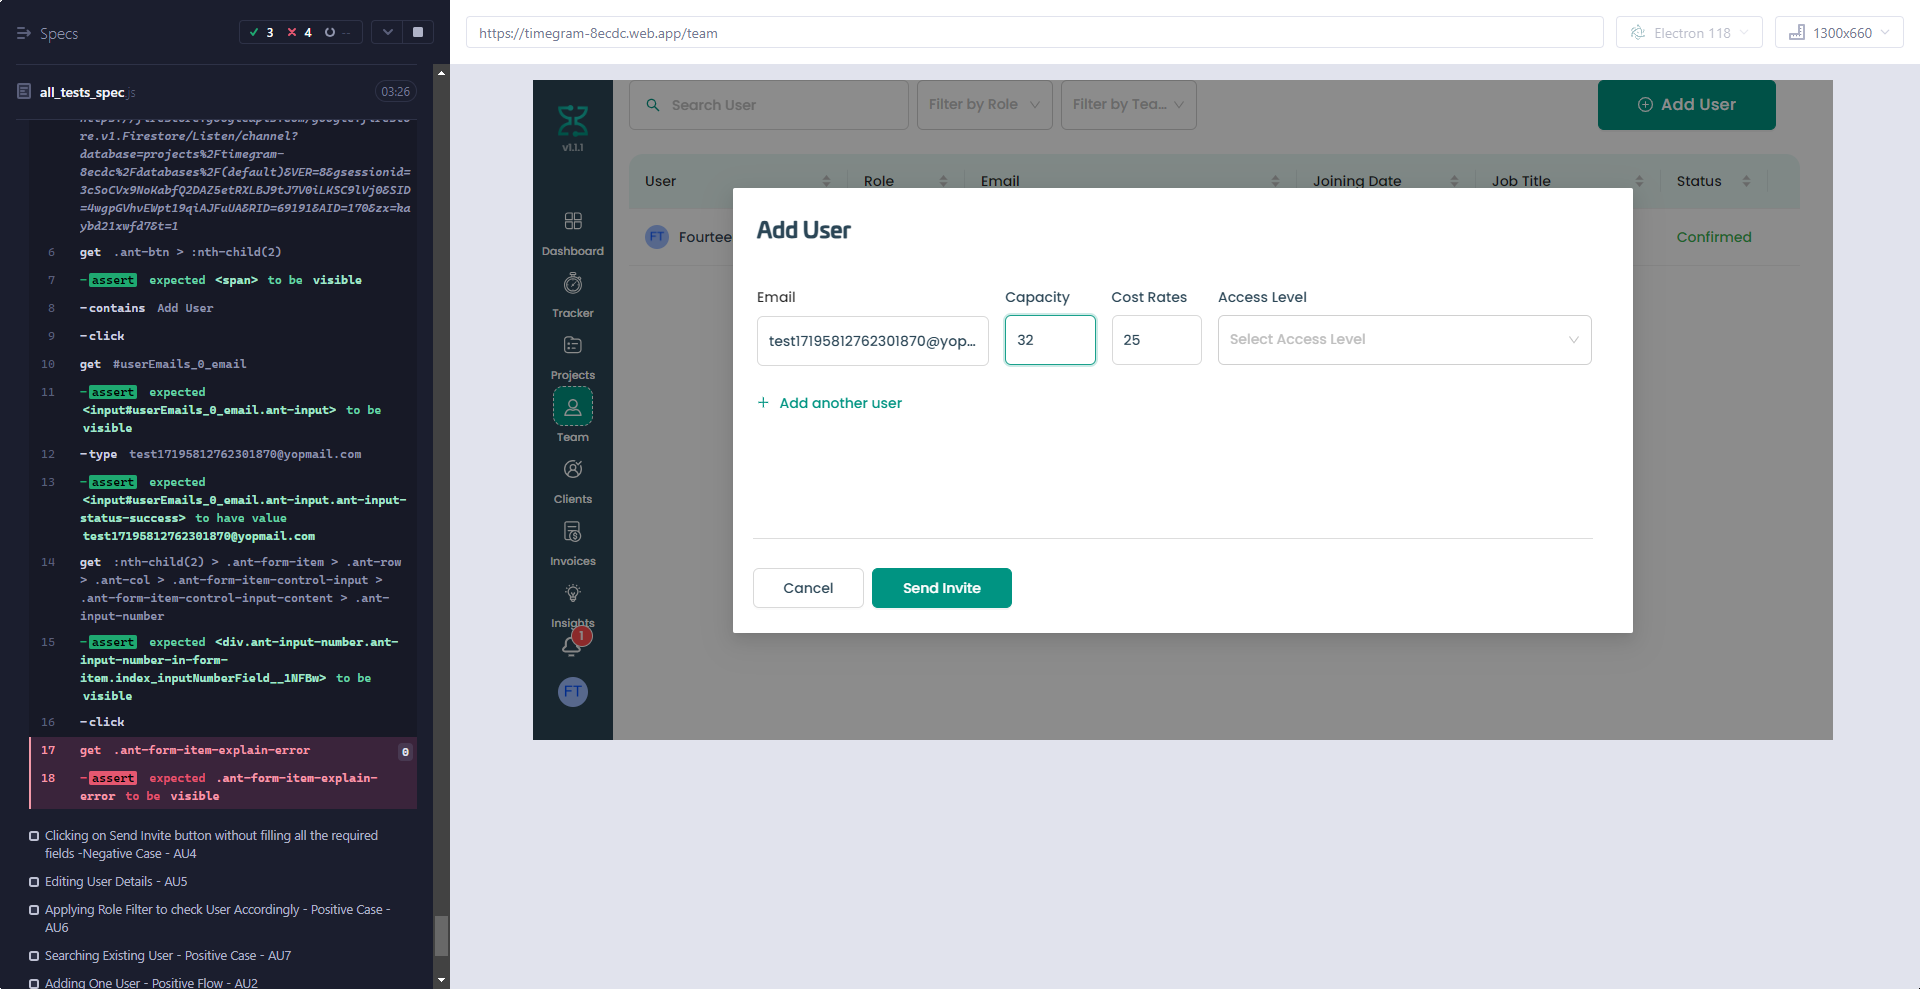 Specs
3
4
--
all_tests_spec.js
03:26
re.v1.Firestore/Listen/channel?
database=projects%2Ftimegram-
8ecdc%2Fdatabases%2F(default)&VER=8&gsessionid=
3cSoCVx9NoKabfQ2DAZ5etRXLBJ9tJ7V0iLKSC9lVj0&SID
=4wgpGVhvEWpt19qiAJFuUA&RID=69191&AID=170&zx=ka
ybd21xwfd7&t=1
6 get .ant-btn > :nth-child(2)
7 -assert expected <span> to be visible
8 -contains Add User
9 -click
10 get #userEmails_0_email
11 -assert expected
<input#userEmails_0_email.ant-input> to be
visible
12 -type test17195812762301870@yopmail.com
13 -assert expected
<input#userEmails_0_email.ant-input.ant-input-
status-success> to have value
test17195812762301870@yopmail.com
14 get :nth-child(2) > .ant-form-item > .ant-row
> .ant-col > .ant-form-item-control-input >
.ant-form-item-control-input-content > .ant-
input-number
15 -assert expected <div.ant-input-number.ant-
input-number-in-form-
item.index_inputNumberField__1NFBw> to be
visible
16 -click
17 get .ant-form-item-explain-error 0
18 -assert expected .ant-form-item-explain-
error to be visible
Clicking on Send Invite button without filling all the required
fields -Negative Case - AU4
Editing User Details - AU5
Applying Role Filter to check User Accordingly - Positive Case -
AU6
Searching Existing User - Positive Case - AU7
Adding One User - Positive Flow - AU2
https://timegram-8ecdc.web.app/team
Electron 118
1300x660
v1.1.1
Dashboard
Tracker
Projects
Team
Clients
Invoices
Insights
1
FT
Search User
Filter by Role
Filter by Tea...
Add User
User
Role
Email
Joining Date
Job Title
Status
FT
Fourtee
Confirmed
Add User
Email
Capacity
Cost Rates
Access Level
test17195812762301870@yop...
32
25
Select Access Level
+ Add another user
Cancel
Send Invite